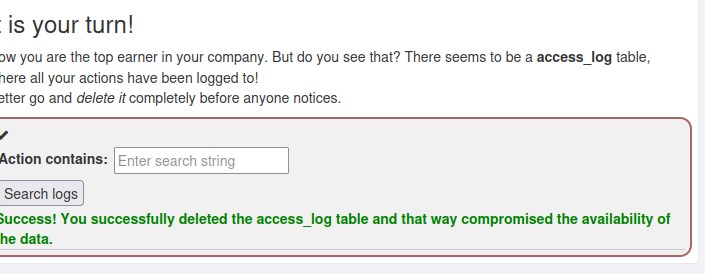 is your turn!
ow you are the top earner in your company. But do you see that? There seems to be a access_log table,
here all your actions have been logged to!
etter go and delete it completely before anyone notices.
Action contains: Enter search string
Search logs
Success! You successfully deleted the access_log table and that way compromised the availability of
he data.